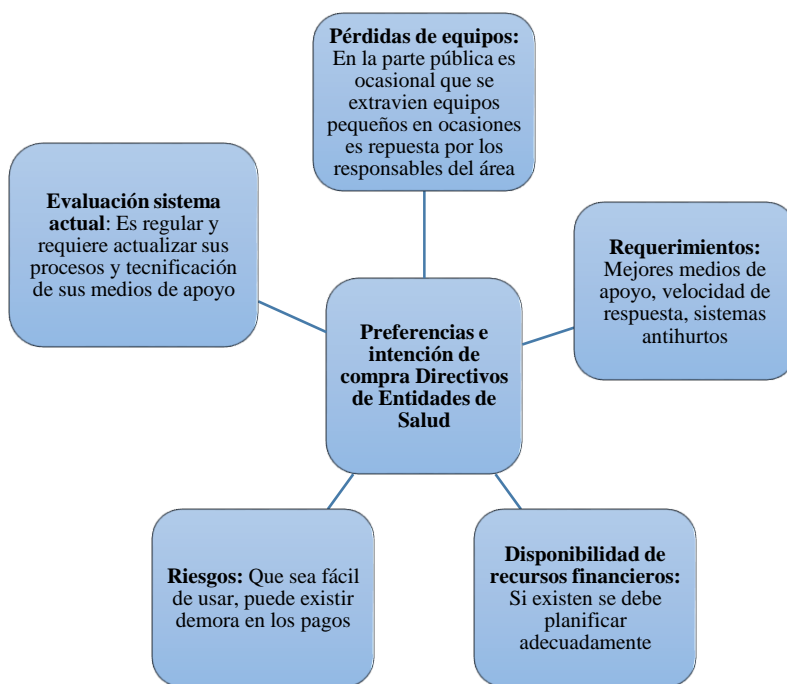 Pérdidas de equipos:
En la parte pública es
ocasional que se
extravien equipos
pequeños en ocasiones
es repuesta por los
responsables del área
Evaluación sistema
actual: Es regular y
requiere actualizar sus
procesos y tecnificación
de sus medios de apoyo
Requerimientos:
Mejores medios de
apoyo, velocidad de
respuesta, sistemas
antihurtos
Preferencias e
intención de
compra Directivos
de Entidades de
Salud
Riesgos: Que sea fácil
de usar, puede existir
demora en los pagos
Disponibilidad de
recursos financieros:
Si existen se debe
planificar
adecuadamente